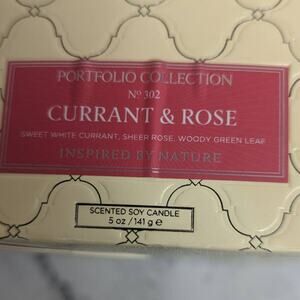 PORTFOLIO COLLECTION
Nº 302
CURRANT & ROSE
SWEET WHITE CURRANT, SHEER ROSE, WOODY GREEN LEAF
INSPIRED BY NATURE
SCENTED SOY CANDLE
5 oz / 141 g ℮